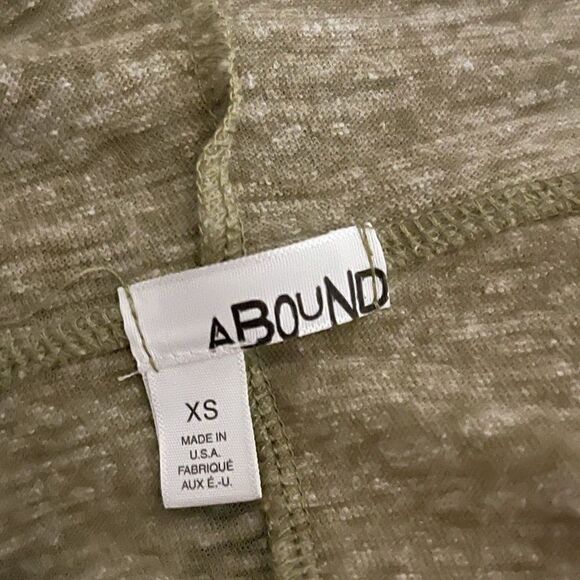 ABOUND
XS
MADE IN
U.S.A.
FABRIQUÉ
AUX É.-U.